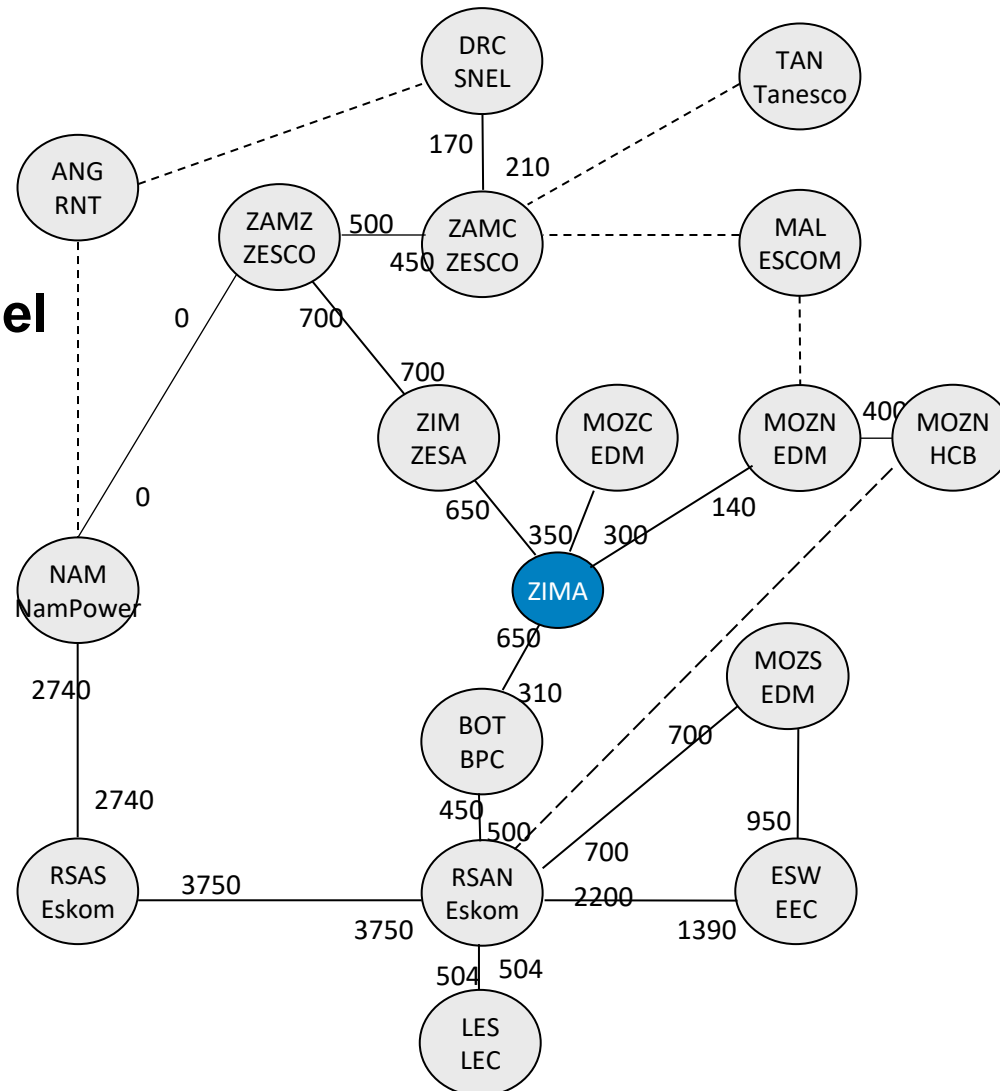 DRC
SNEL
TAN
Tanesco
170
210
ANG
RNT
ZAMZ
ZESCO
500
450
ZAMC
ZESCO
MAL
ESCOM
el
0
700
700
ZIM
ZESA
MOZC
EDM
MOZN
EDM
400
MOZN
HCB
0
650
350
300
140
NAM
NamPower
ZIMA
650
310
MOZS
EDM
2740
BOT
BPC
700
2740
450
500
700
950
RSAS
Eskom
3750
3750
RSAN
Eskom
2200
1390
ESW
EEC
504
504
LES
LEC